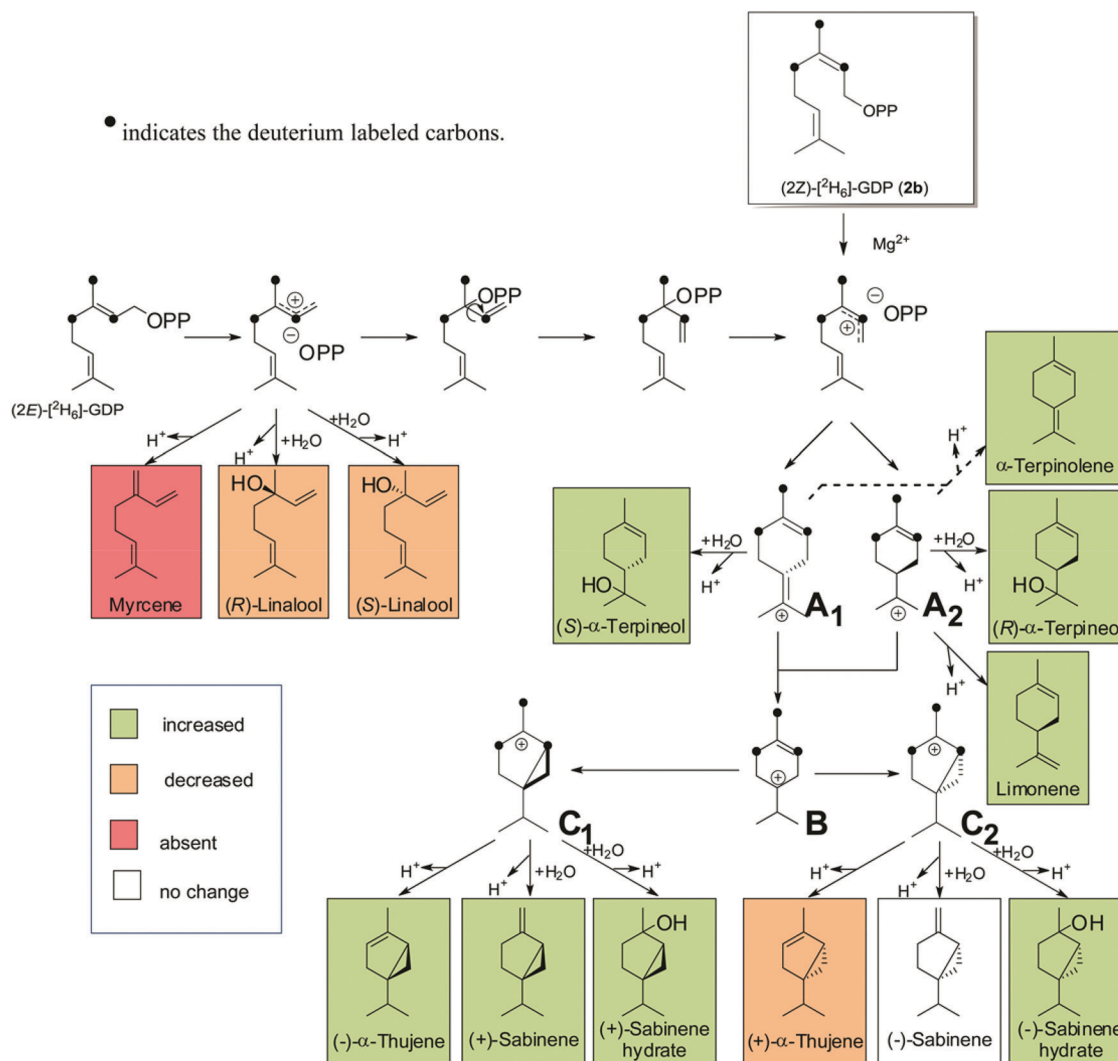 ● indicates the deuterium labeled carbons.
OPP
(2Z)-[²H₆]-GDP (2b)
Mg²⁺
OPP
(2E)-[²H₆]-GDP
⊕
⊖
OPP
OPP
OPP
⊕
⊖
OPP
H⁺
H⁺
+H₂O
+H₂O
H⁺
Myrcene
HO
(R)-Linalool
HO
(S)-Linalool
H⁺
α-Terpinolene
HO
(S)-α-Terpineol
+H₂O
H⁺
⊕
A₁
⊕
A₂
+H₂O
H⁺
HO
(R)-α-Terpineo
H⁺
Limonene
increased
decreased
absent
no change
⊕
C₁
⊕
B
⊕
C₂
H⁺
H⁺
+H₂O
+H₂O
H⁺
H⁺
H⁺
+H₂O
+H₂O
H⁺
(-)-α-Thujene
(+)-Sabinene
OH
(+)-Sabinene
hydrate
(+)-α-Thujene
(-)-Sabinene
OH
(-)-Sabinene
hydrate